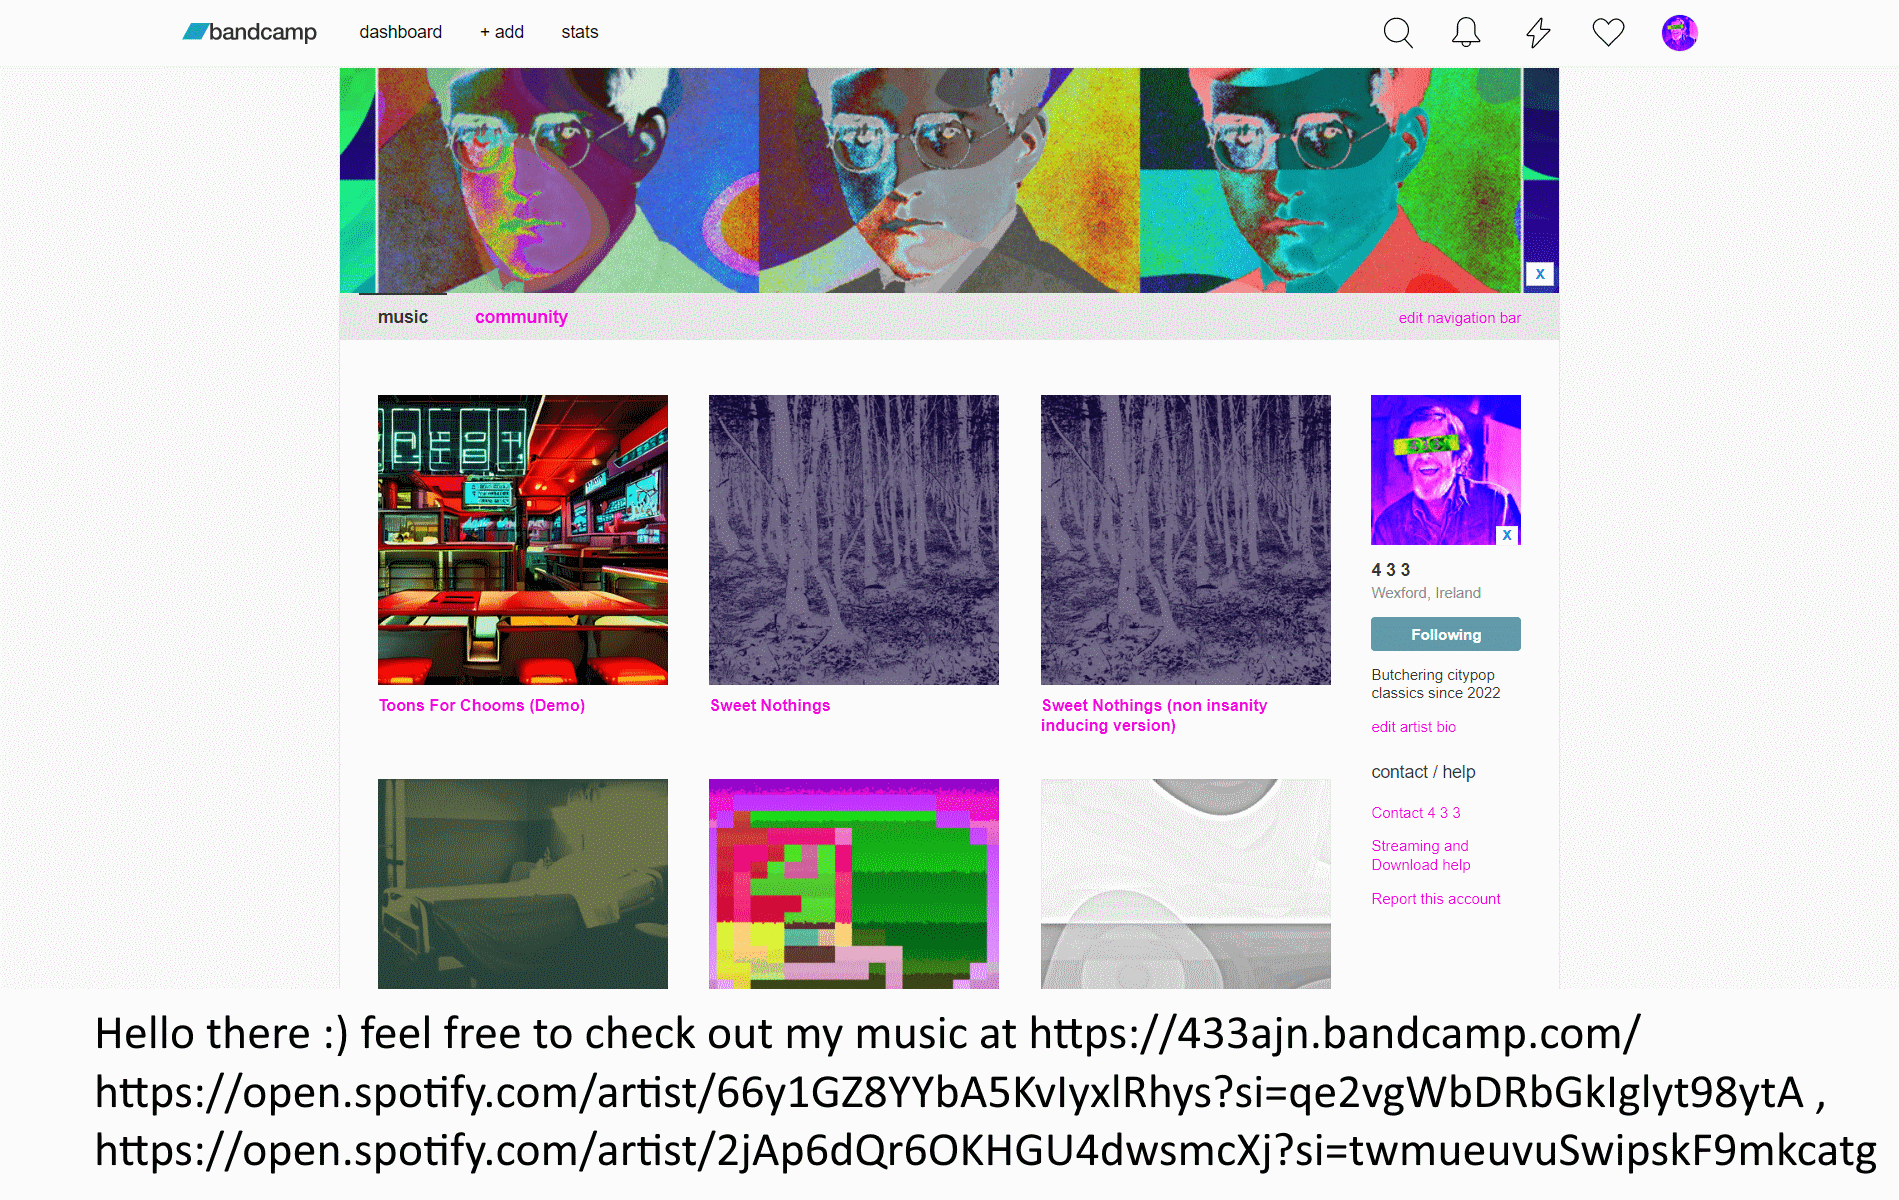 bandcamp dashboard + add stats
X
music community edit navigation bar
X
Toons For Chooms (Demo)
Sweet Nothings
Sweet Nothings (non insanity
inducing version)
4 3 3
Wexford, Ireland
Following
Butchering citypop
classics since 2022
edit artist bio
contact / help
Contact 4 3 3
Streaming and
Download help
Report this account
Hello there :) feel free to check out my music at https://433ajn.bandcamp.com/
https://open.spotify.com/artist/66y1GZ8YYbA5KvIyxlRhys?si=qe2vgWbDRbGkIglyt98ytA ,
https://open.spotify.com/artist/2jAp6dQr6OKHGU4dwsmcXj?si=twmueuvuSwipskF9mkcatg